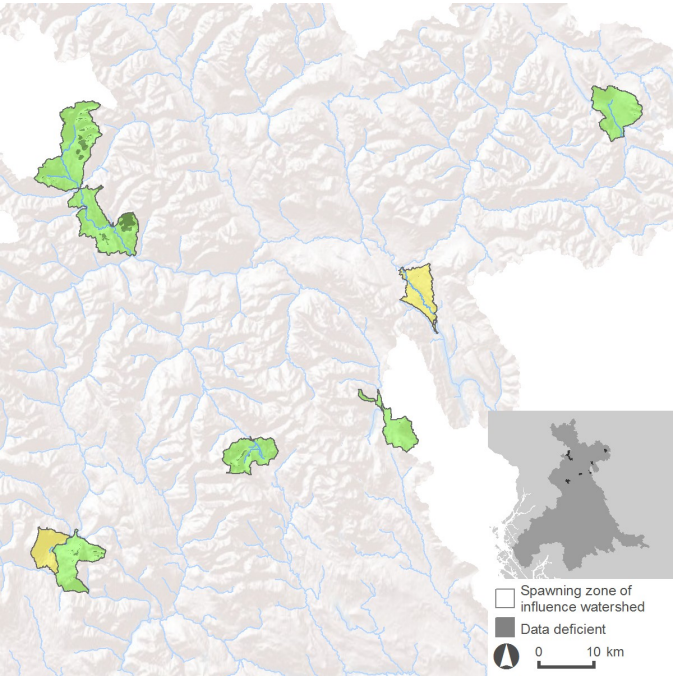 Spawning zone of
influence watershed
Data deficient
0 10 km